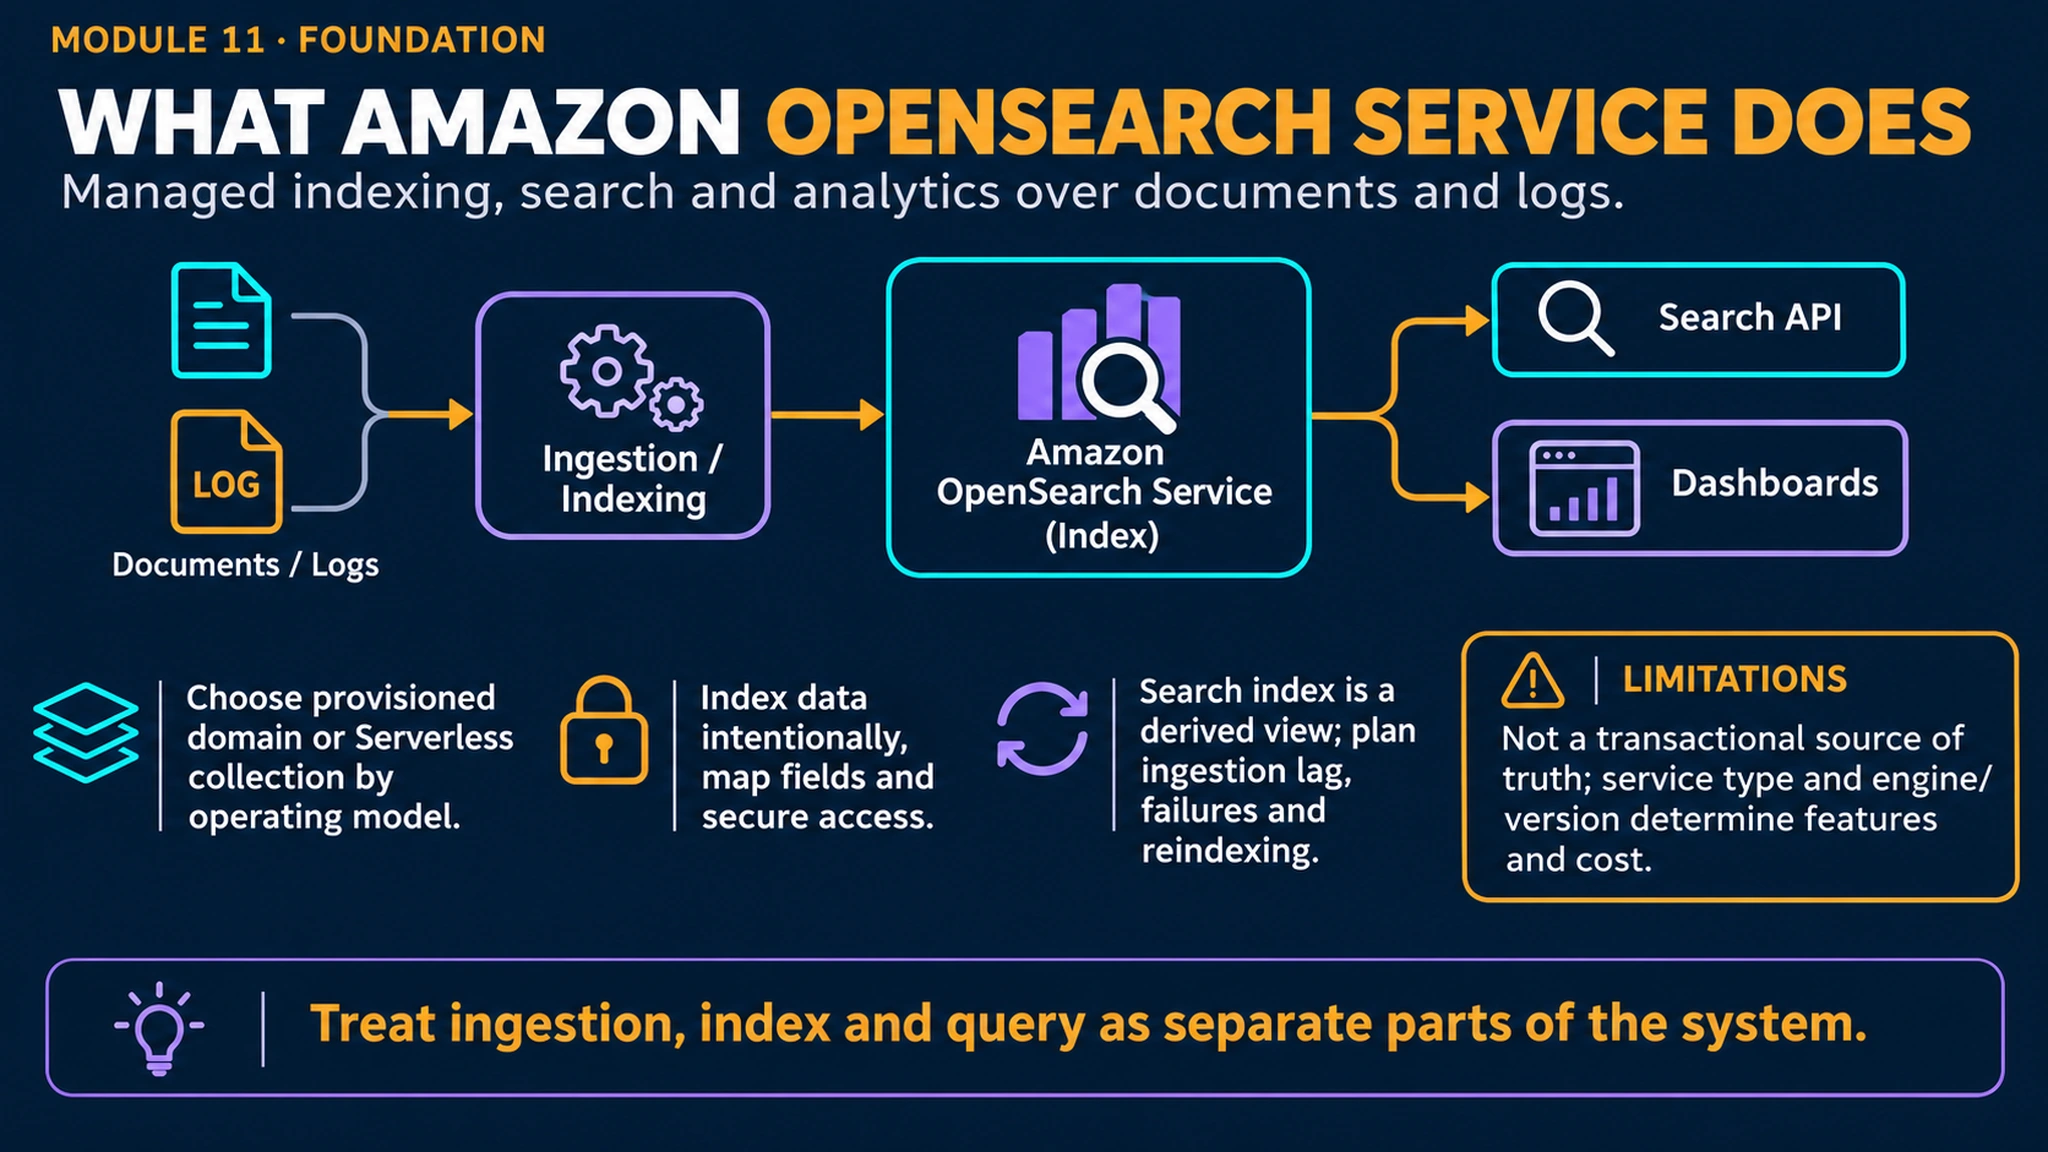 MODULE 11 · FOUNDATION
WHAT AMAZON OPENSEARCH SERVICE DOES
Managed indexing, search and analytics over documents and logs.
LOG
Documents / Logs
Ingestion /
Indexing
Amazon
OpenSearch Service
(Index)
Search API
Dashboards
Choose provisioned
domain or Serverless
collection by
operating model.
Index data
intentionally,
map fields and
secure access.
Search index is a
derived view; plan
ingestion lag,
failures and
reindexing.
LIMITATIONS
Not a transactional source of
truth; service type and engine/
version determine features
and cost.
Treat ingestion, index and query as separate parts of the system.